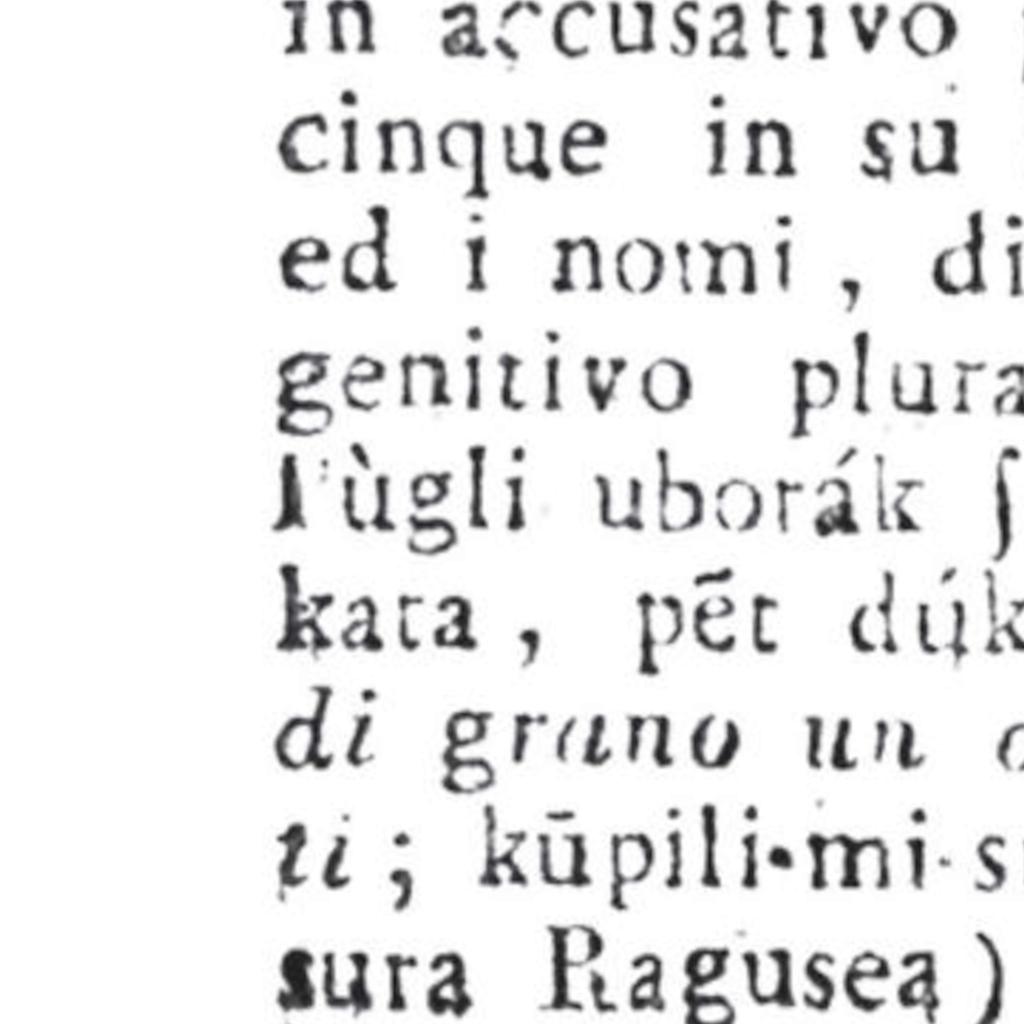 in accusativo
cinque in su
ed i nomi, di
genitivo plura
l'ùgli uborák ſ
kata, pēt dúk
di grano un
ti; kūpili-mi-s
sura Ragusea)